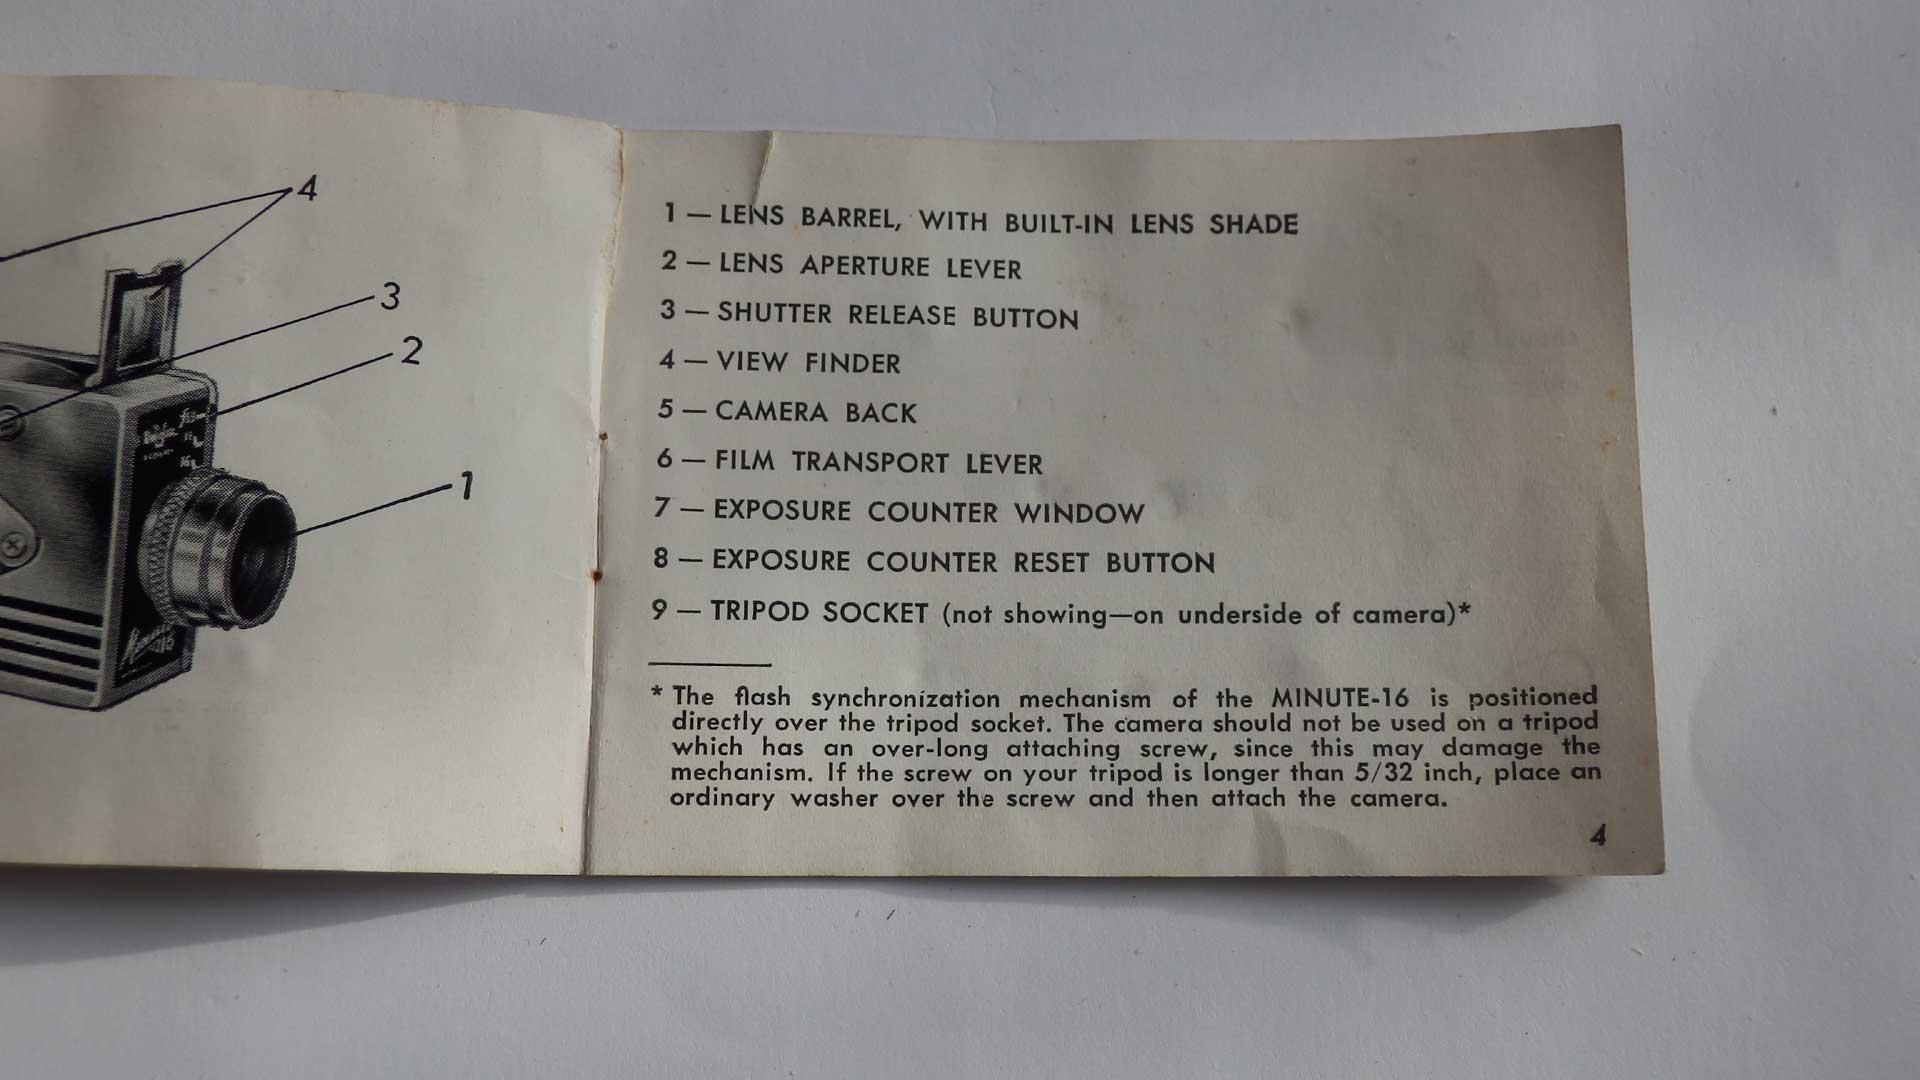 4
3
2
1
1 — LENS BARREL, WITH BUILT-IN LENS SHADE
2 — LENS APERTURE LEVER
3 — SHUTTER RELEASE BUTTON
4 — VIEW FINDER
5 — CAMERA BACK
6 — FILM TRANSPORT LEVER
7 — EXPOSURE COUNTER WINDOW
8 — EXPOSURE COUNTER RESET BUTTON
9 — TRIPOD SOCKET (not showing—on underside of camera)*
* The flash synchronization mechanism of the MINUTE-16 is positioned
directly over the tripod socket. The camera should not be used on a tripod
which has an over-long attaching screw, since this may damage the
mechanism. If the screw on your tripod is longer than 5/32 inch, place an
ordinary washer over the screw and then attach the camera.
4